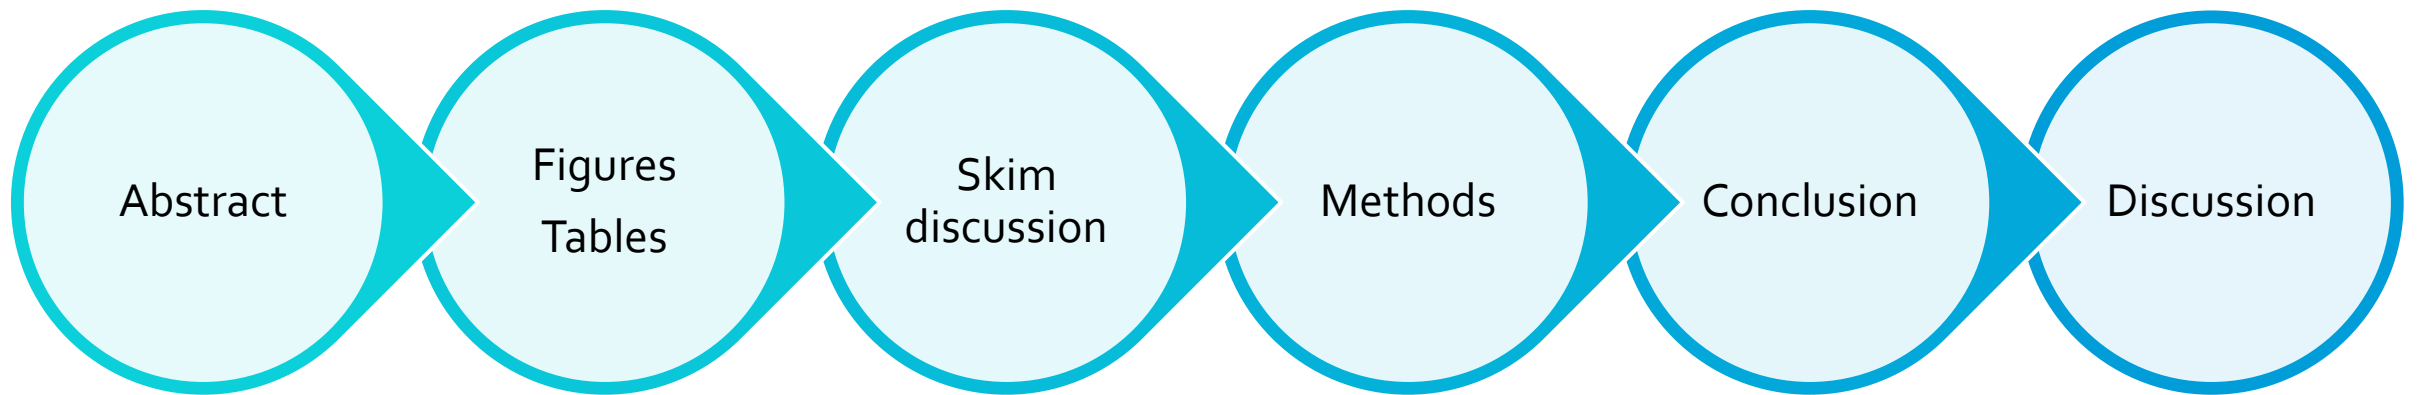 Abstract
Figures
Tables
Skim
discussion
Methods
Conclusion
Discussion